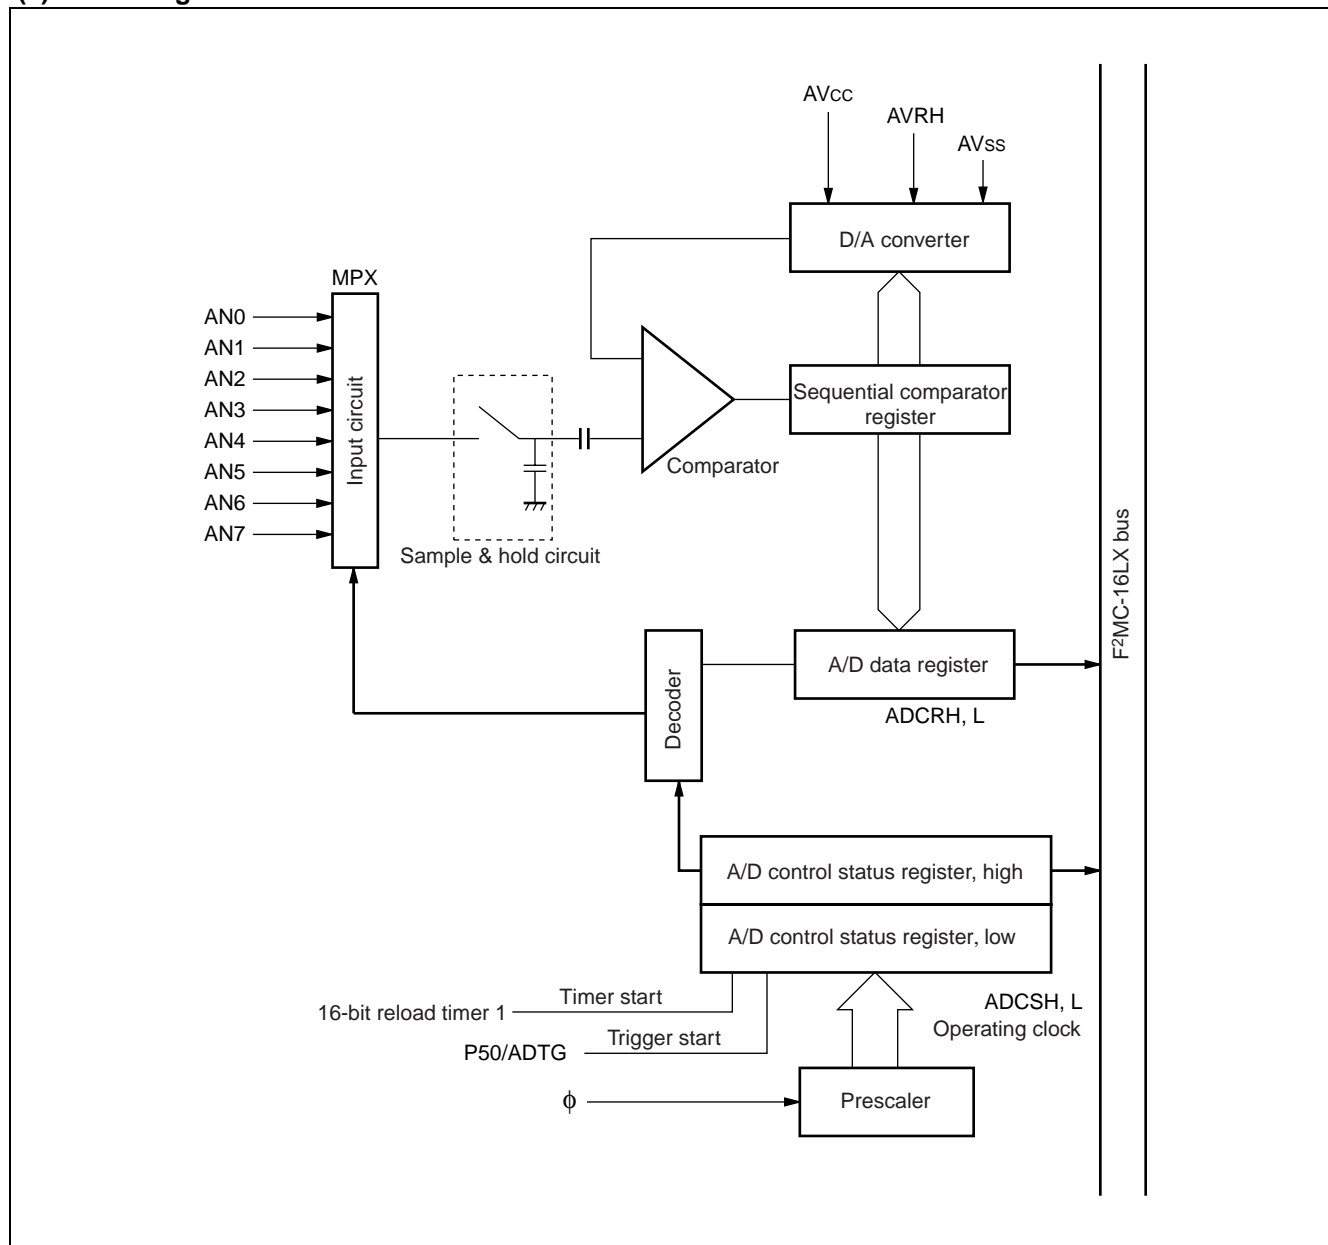 AVCC
AVRH
AVSS
D/A converter
MPX
AN0
AN1
AN2
AN3
AN4
AN5
AN6
AN7
Input circuit
Sequential comparator
register
Comparator
Sample & hold circuit
F²MC-16LX bus
Decoder
A/D data register
ADCRH, L
A/D control status register, high
A/D control status register, low
Timer start
16-bit reload timer 1
ADCSH, L
Operating clock
Trigger start
P50/ADTG
ϕ
Prescaler